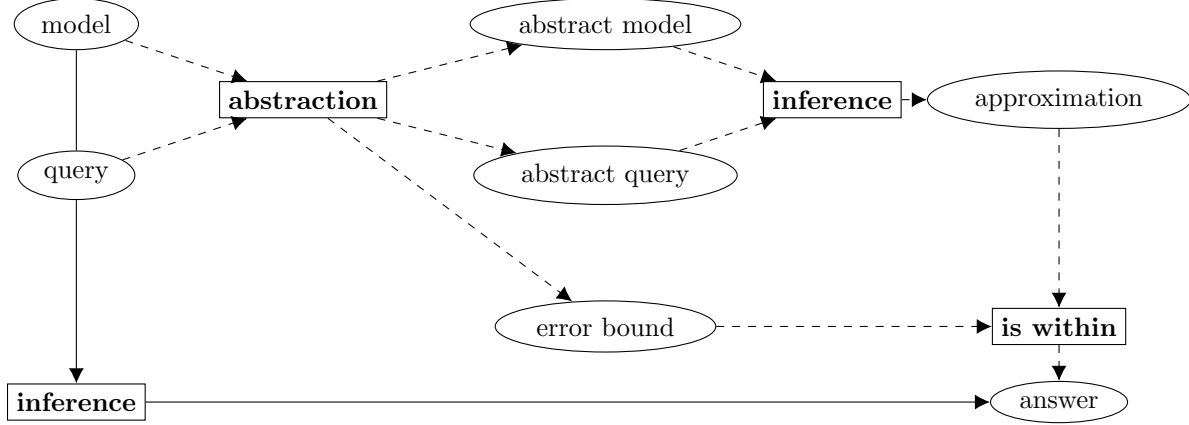 model
abstract model
abstraction
inference
approximation
query
abstract query
error bound
is within
inference
answer